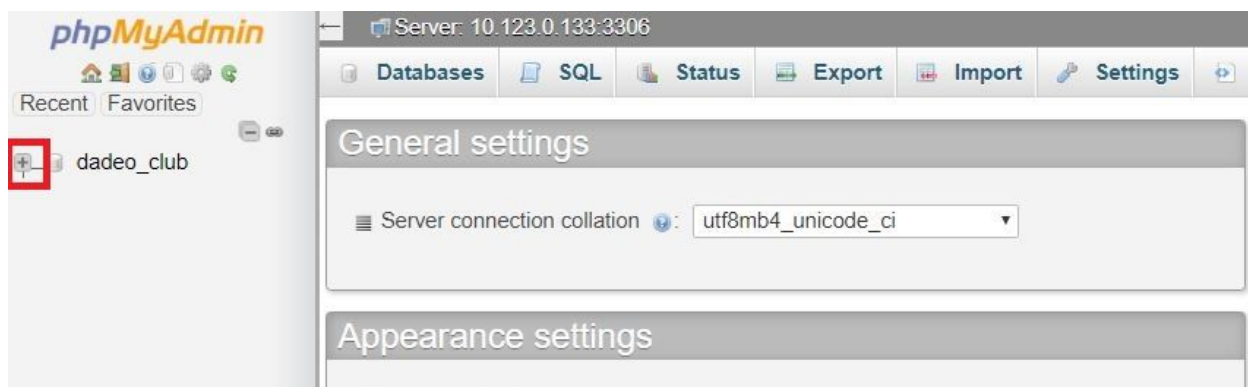 phpMyAdmin
Recent Favorites
dadeo_club
← Server: 10.123.0.133:3306
Databases SQL Status Export Import Settings
General settings
Server connection collation : utf8mb4_unicode_ci
Appearance settings